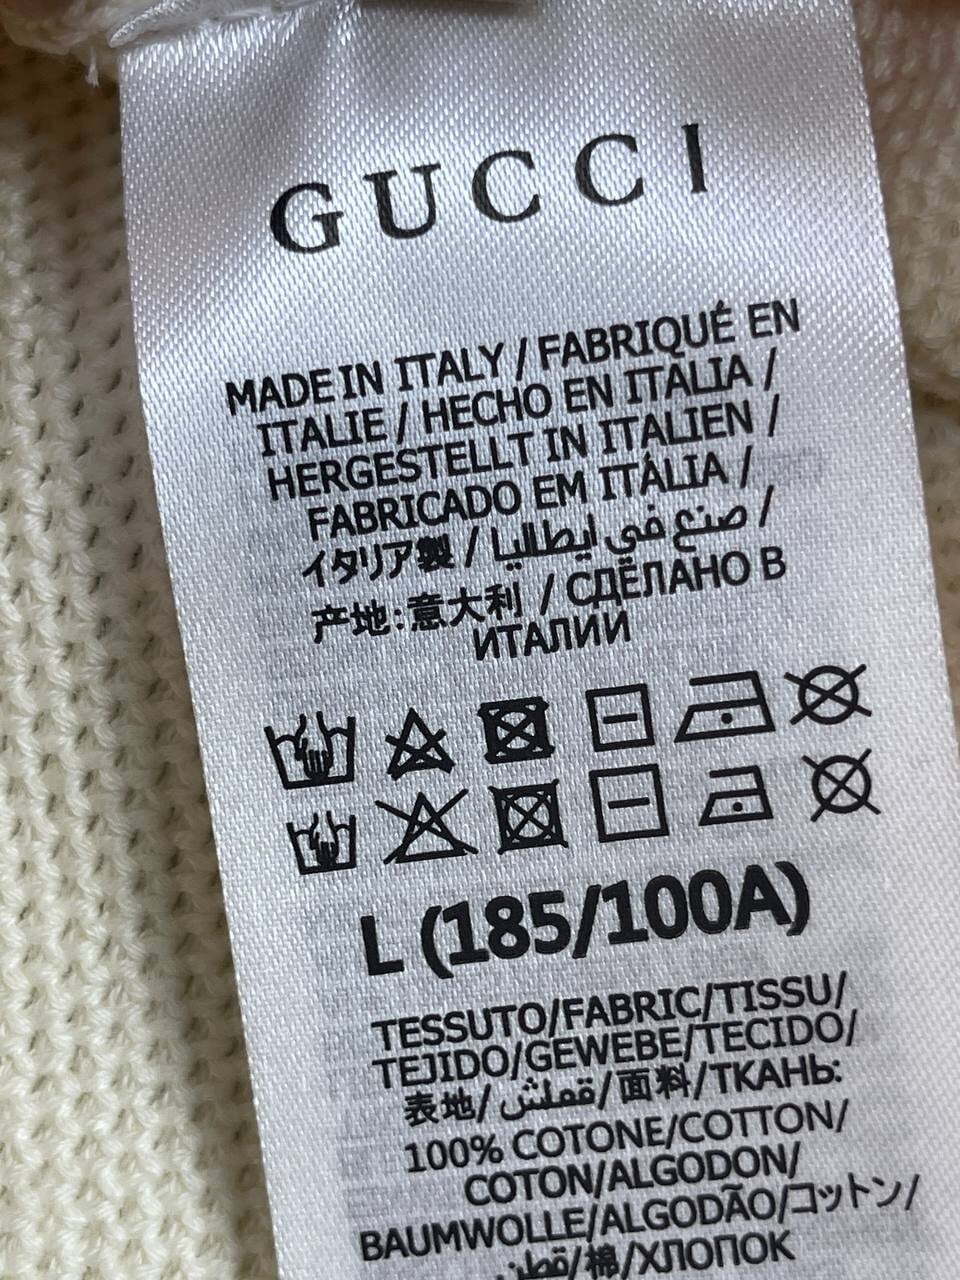 GUCCI
MADE IN ITALY / FABRIQUÉ EN
ITALIE / HECHO EN ITALIA /
HERGESTELLT IN ITALIEN /
FABRICADO EM ITÁLIA /
イタリア製 / صنع في ايطاليا /
产地:意大利 / СДЕЛАНО В
ИТАЛИИ
L (185/100A)
TESSUTO/FABRIC/TISSU/
TEJIDO/GEWEBE/TECIDO/
表地/قماش/面料/ТКАНЬ:
100% COTONE/COTTON/
COTON/ALGODON/
BAUMWOLLE/ALGODÃO/コットン/
قطن/棉/ХЛОПОК